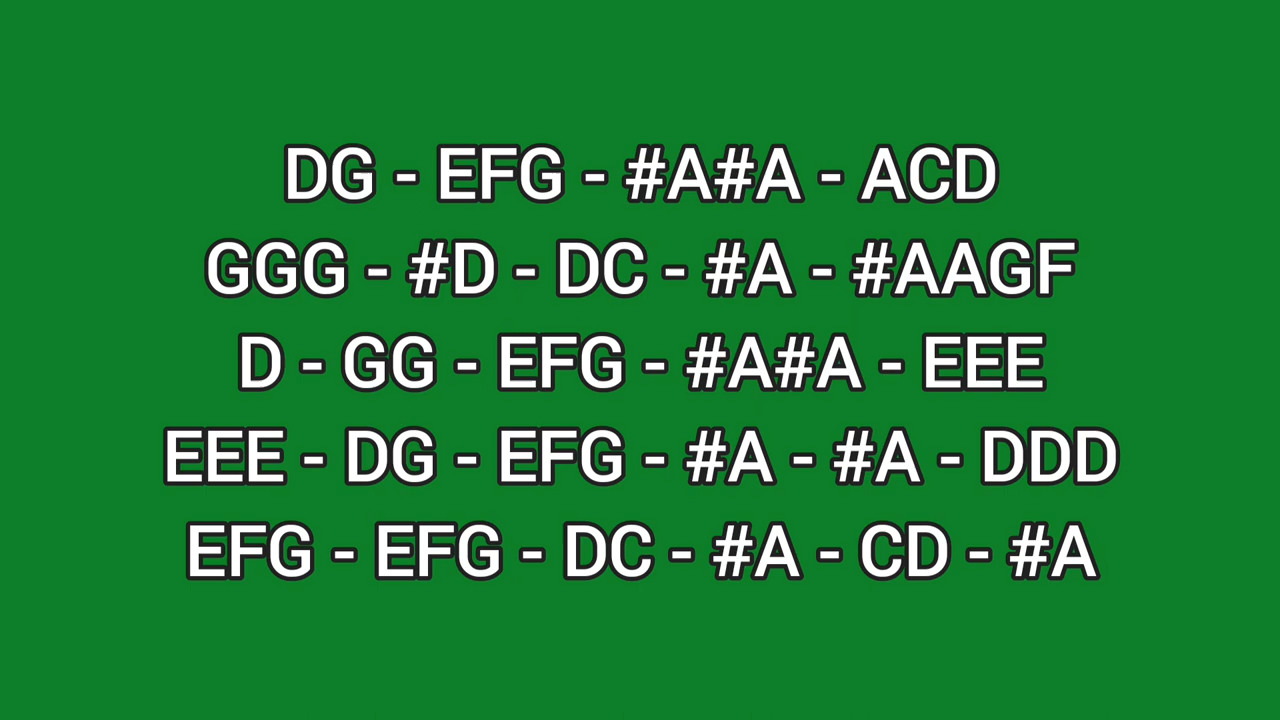 DG - EFG - #A#A - ACD
GGG - #D - DC - #A - #AAGF
D - GG - EFG - #A#A - EEE
EEE - DG - EFG - #A - #A - DDD
EFG - EFG - DC - #A - CD - #A